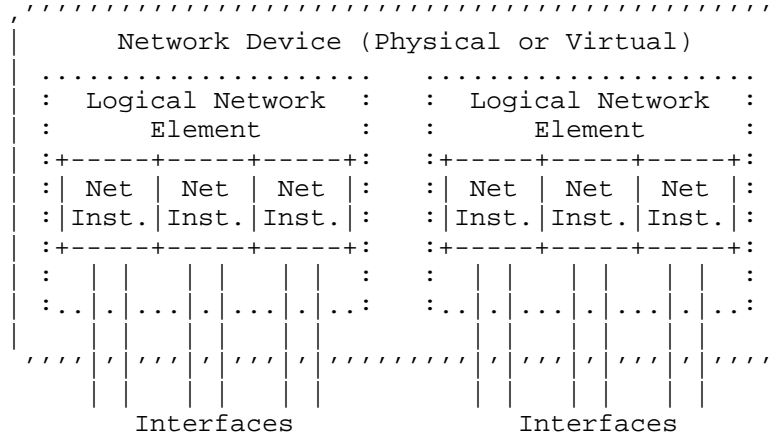 Network Device (Physical or Virtual)
Logical Network Logical Network
Element Element
Net Net Net Net Net Net
Inst. Inst. Inst. Inst. Inst. Inst.
Interfaces Interfaces